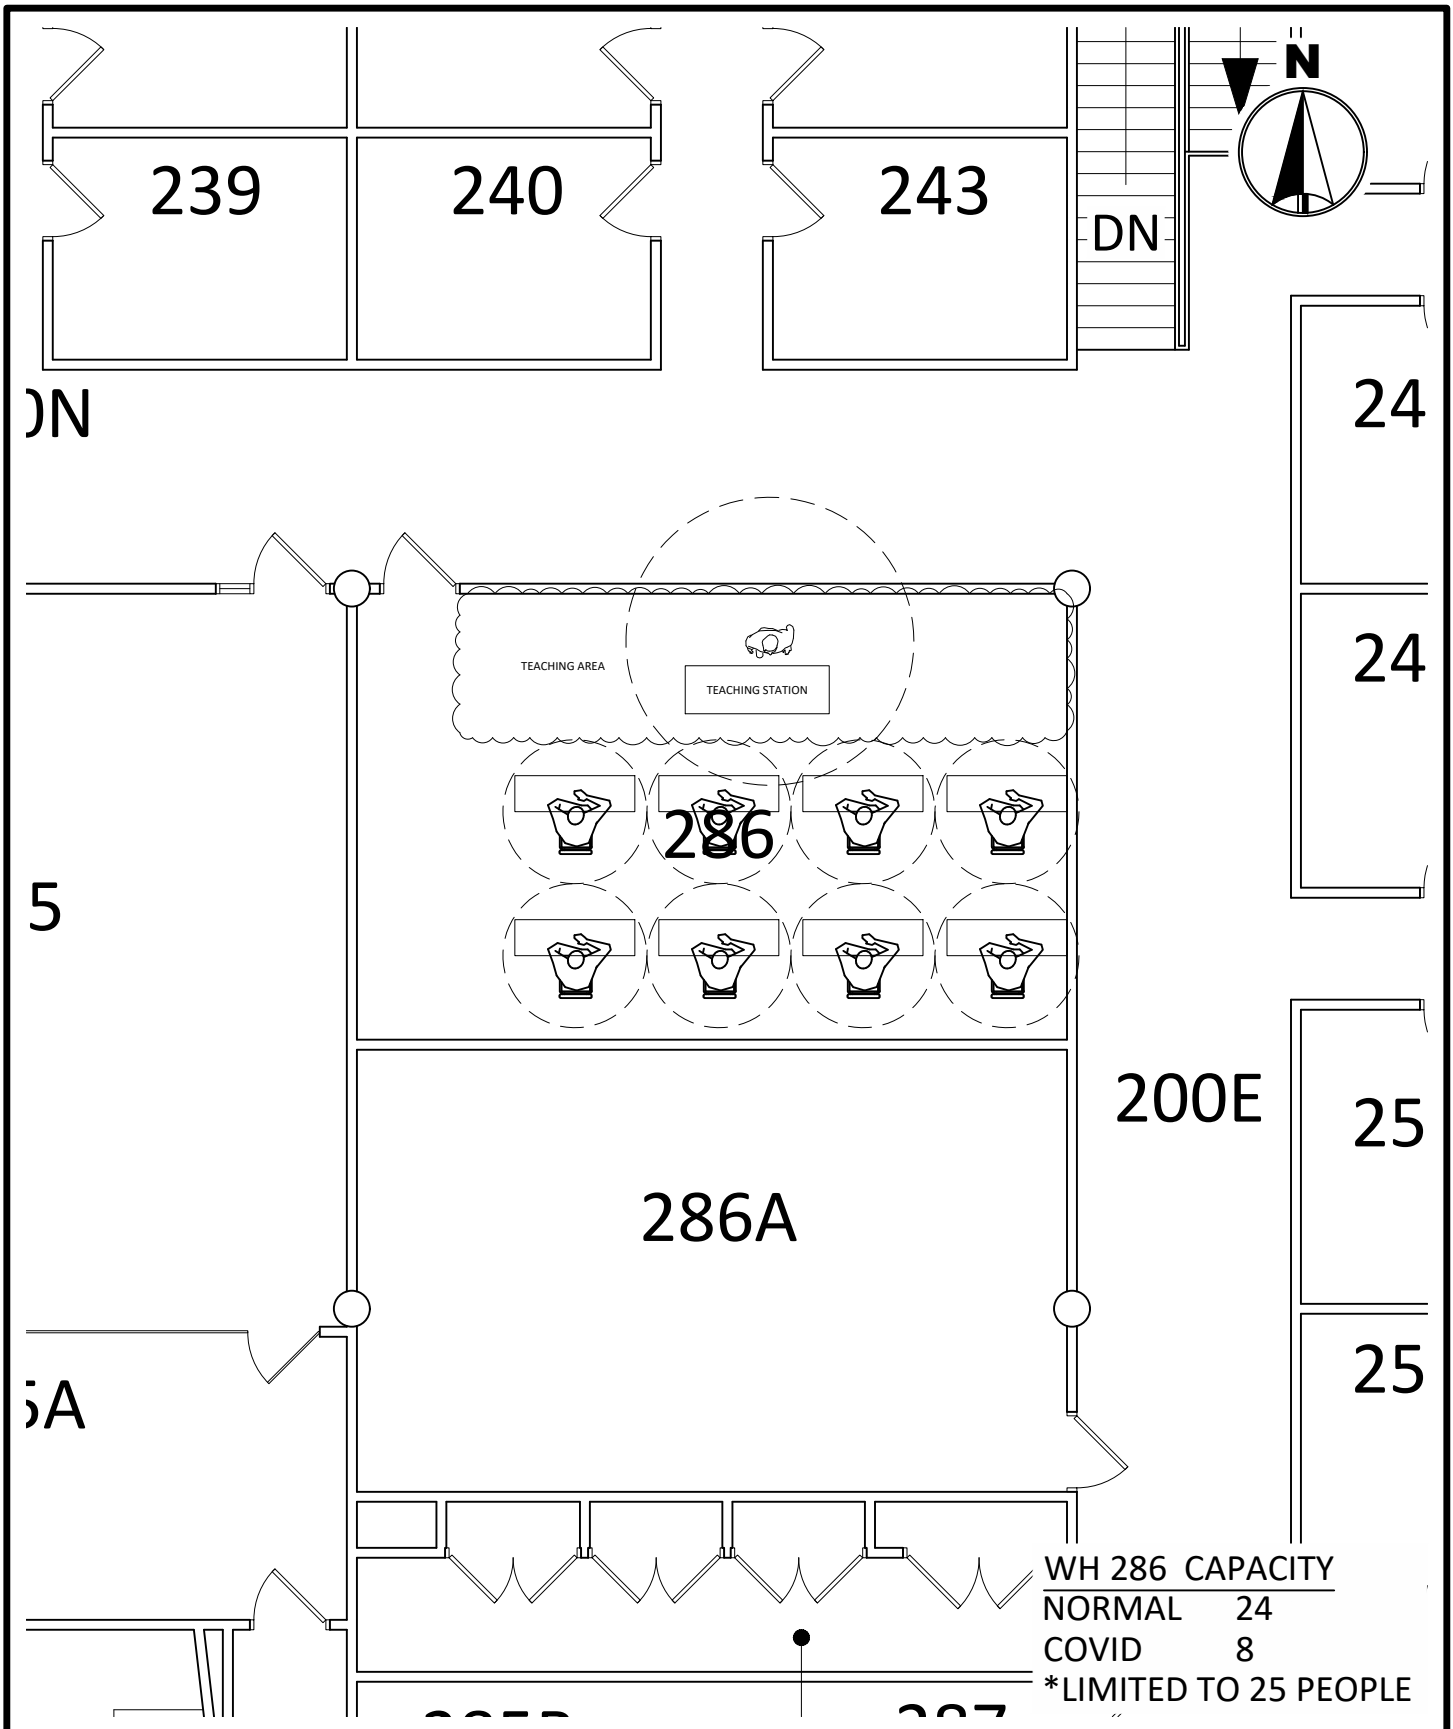 N
239
240
243
DN
24
24
TEACHING AREA
TEACHING STATION
286
5
200E
25
286A
25
WH 286 CAPACITY
NORMAL 24
COVID 8
*LIMITED TO 25 PEOPLE